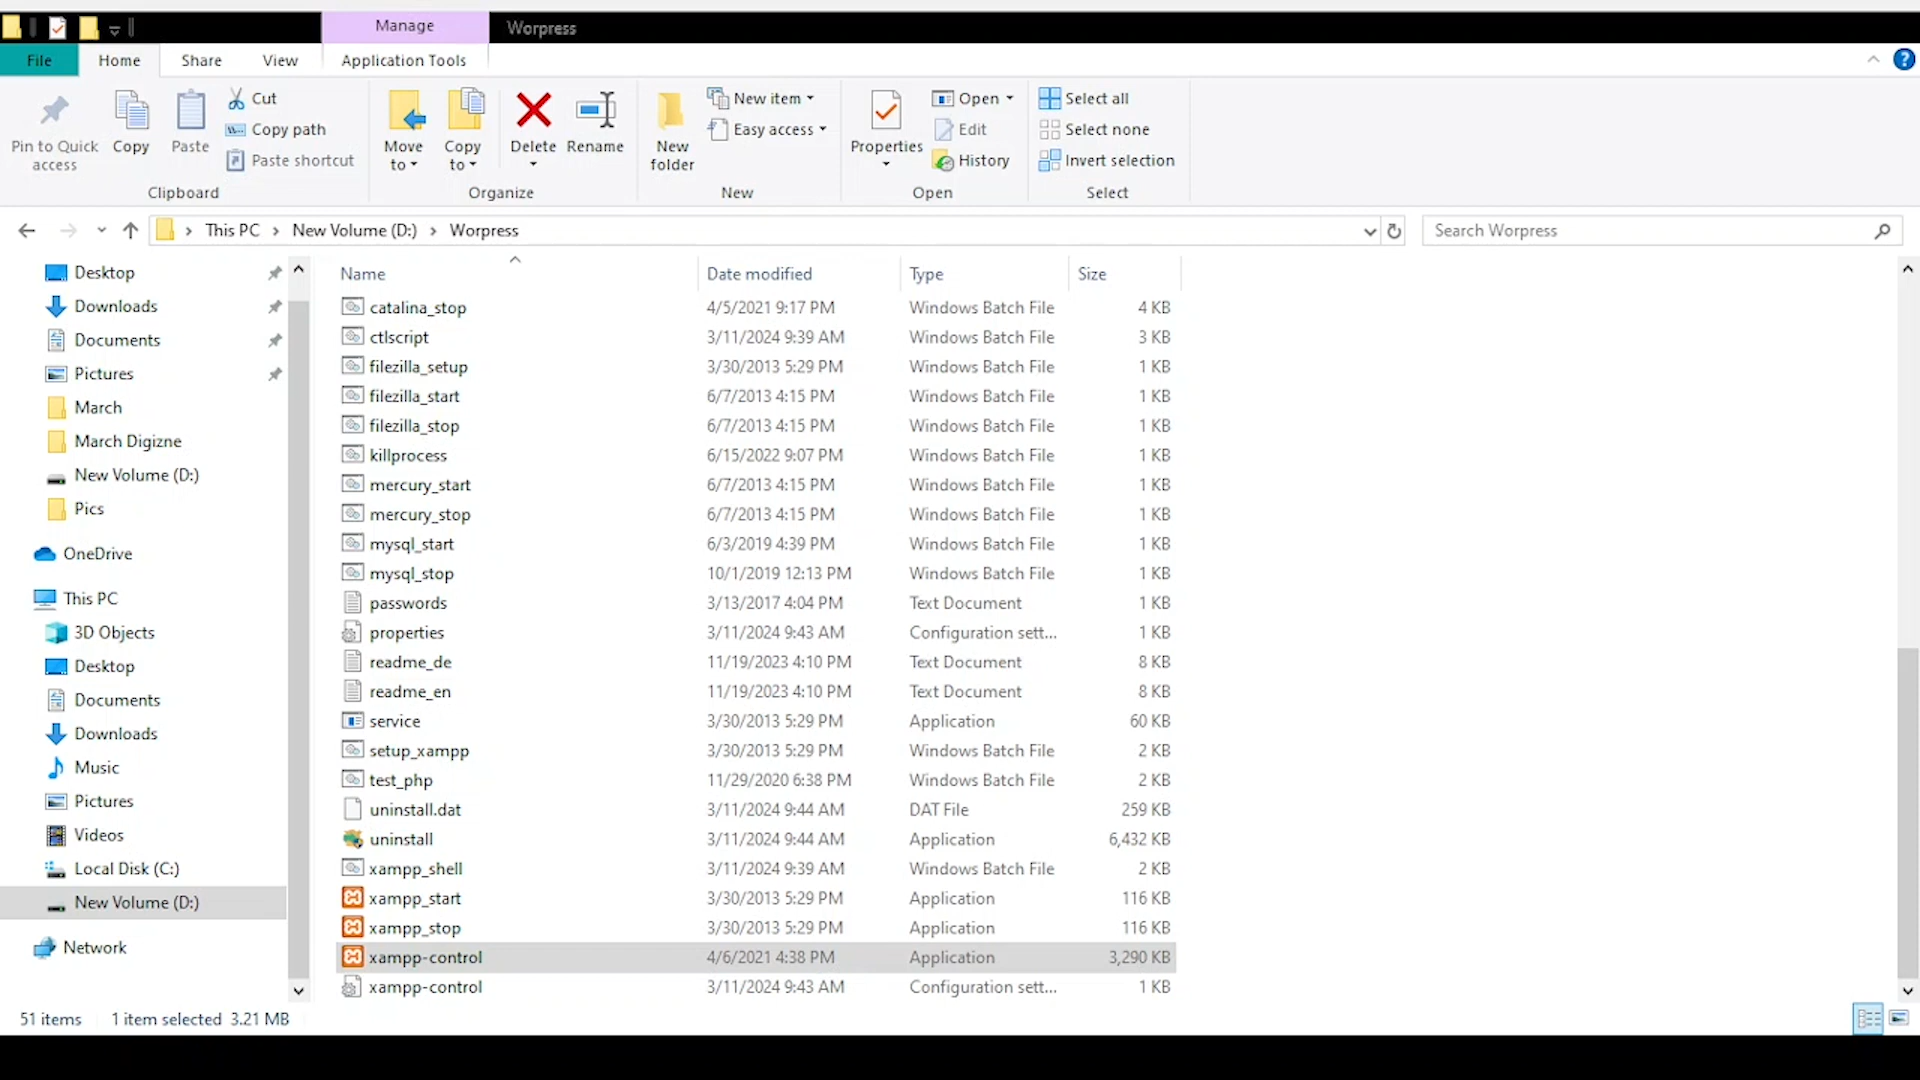 Manage
Worpress
File
Home
Share
View
Application Tools
Pin to Quick access
Copy
Paste
Cut
Copy path
Paste shortcut
Clipboard
Move to
Copy to
Delete
Rename
Organize
New folder
New item
Easy access
New
Properties
Open
Edit
History
Open
Select all
Select none
Invert selection
Select
This PC
New Volume (D:)
Worpress
Search Worpress
Desktop
Downloads
Documents
Pictures
March
March Digizne
New Volume (D:)
Pics
OneDrive
This PC
3D Objects
Desktop
Documents
Downloads
Music
Pictures
Videos
Local Disk (C:)
New Volume (D:)
Network
Name Date modified Type Size
catalina_stop 4/5/2021 9:17 PM Windows Batch File 4 KB
ctlscript 3/11/2024 9:39 AM Windows Batch File 3 KB
filezilla_setup 3/30/2013 5:29 PM Windows Batch File 1 KB
filezilla_start 6/7/2013 4:15 PM Windows Batch File 1 KB
filezilla_stop 6/7/2013 4:15 PM Windows Batch File 1 KB
killprocess 6/15/2022 9:07 PM Windows Batch File 1 KB
mercury_start 6/7/2013 4:15 PM Windows Batch File 1 KB
mercury_stop 6/7/2013 4:15 PM Windows Batch File 1 KB
mysql_start 6/3/2019 4:39 PM Windows Batch File 1 KB
mysql_stop 10/1/2019 12:13 PM Windows Batch File 1 KB
passwords 3/13/2017 4:04 PM Text Document 1 KB
properties 3/11/2024 9:43 AM Configuration sett... 1 KB
readme_de 11/19/2023 4:10 PM Text Document 8 KB
readme_en 11/19/2023 4:10 PM Text Document 8 KB
service 3/30/2013 5:29 PM Application 60 KB
setup_xampp 3/30/2013 5:29 PM Windows Batch File 2 KB
test_php 11/29/2020 6:38 PM Windows Batch File 2 KB
uninstall.dat 3/11/2024 9:44 AM DAT File 259 KB
uninstall 3/11/2024 9:44 AM Application 6,432 KB
xampp_shell 3/11/2024 9:39 AM Windows Batch File 2 KB
xampp_start 3/30/2013 5:29 PM Application 116 KB
xampp_stop 3/30/2013 5:29 PM Application 116 KB
xampp-control 4/6/2021 4:38 PM Application 3,290 KB
xampp-control 3/11/2024 9:43 AM Configuration sett... 1 KB
51 items 1 item selected 3.21 MB